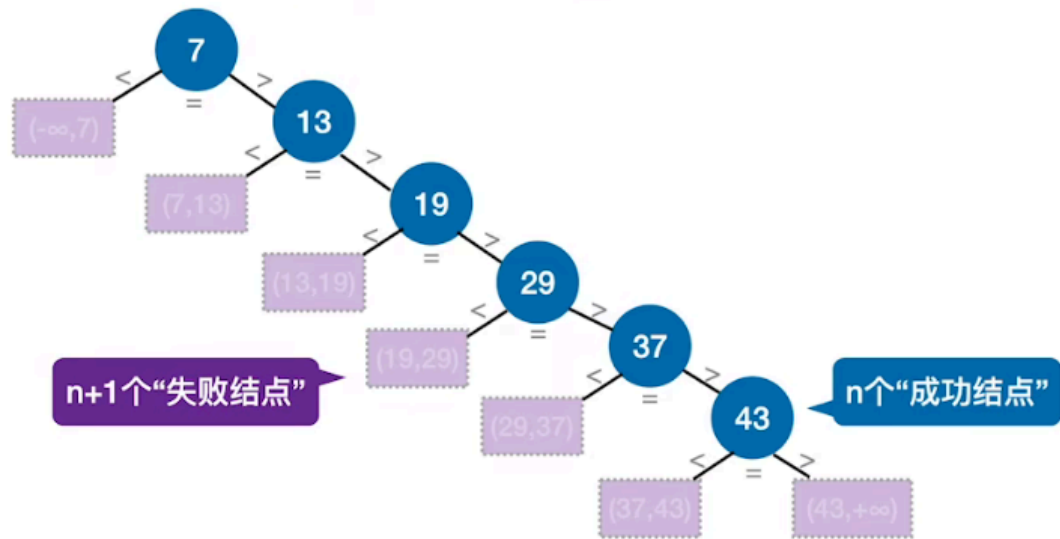 7
< = >
(-∞,7)
13
< = >
(7,13)
19
< = >
(13,19)
29
< = >
(19,29)
37
< = >
(29,37)
43
< = >
(37,43)
(43,+∞)
n+1个“失败结点”
n个“成功结点”